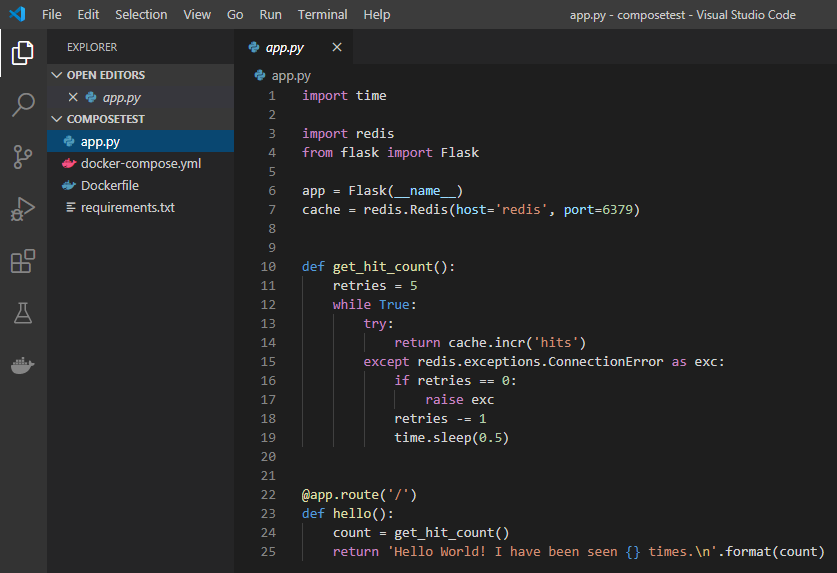 File Edit Selection View Go Run Terminal Help app.py - composetest - Visual Studio Code
EXPLORER
OPEN EDITORS
app.py
COMPOSETEST
app.py
docker-compose.yml
Dockerfile
requirements.txt
app.py
app.py
1 import time
2
3 import redis
4 from flask import Flask
5
6 app = Flask(__name__)
7 cache = redis.Redis(host='redis', port=6379)
8
9
10 def get_hit_count():
11     retries = 5
12     while True:
13         try:
14             return cache.incr('hits')
15         except redis.exceptions.ConnectionError as exc:
16             if retries == 0:
17                 raise exc
18             retries -= 1
19             time.sleep(0.5)
20
21
22 @app.route('/')
23 def hello():
24     count = get_hit_count()
25     return 'Hello World! I have been seen {} times.\n'.format(count)